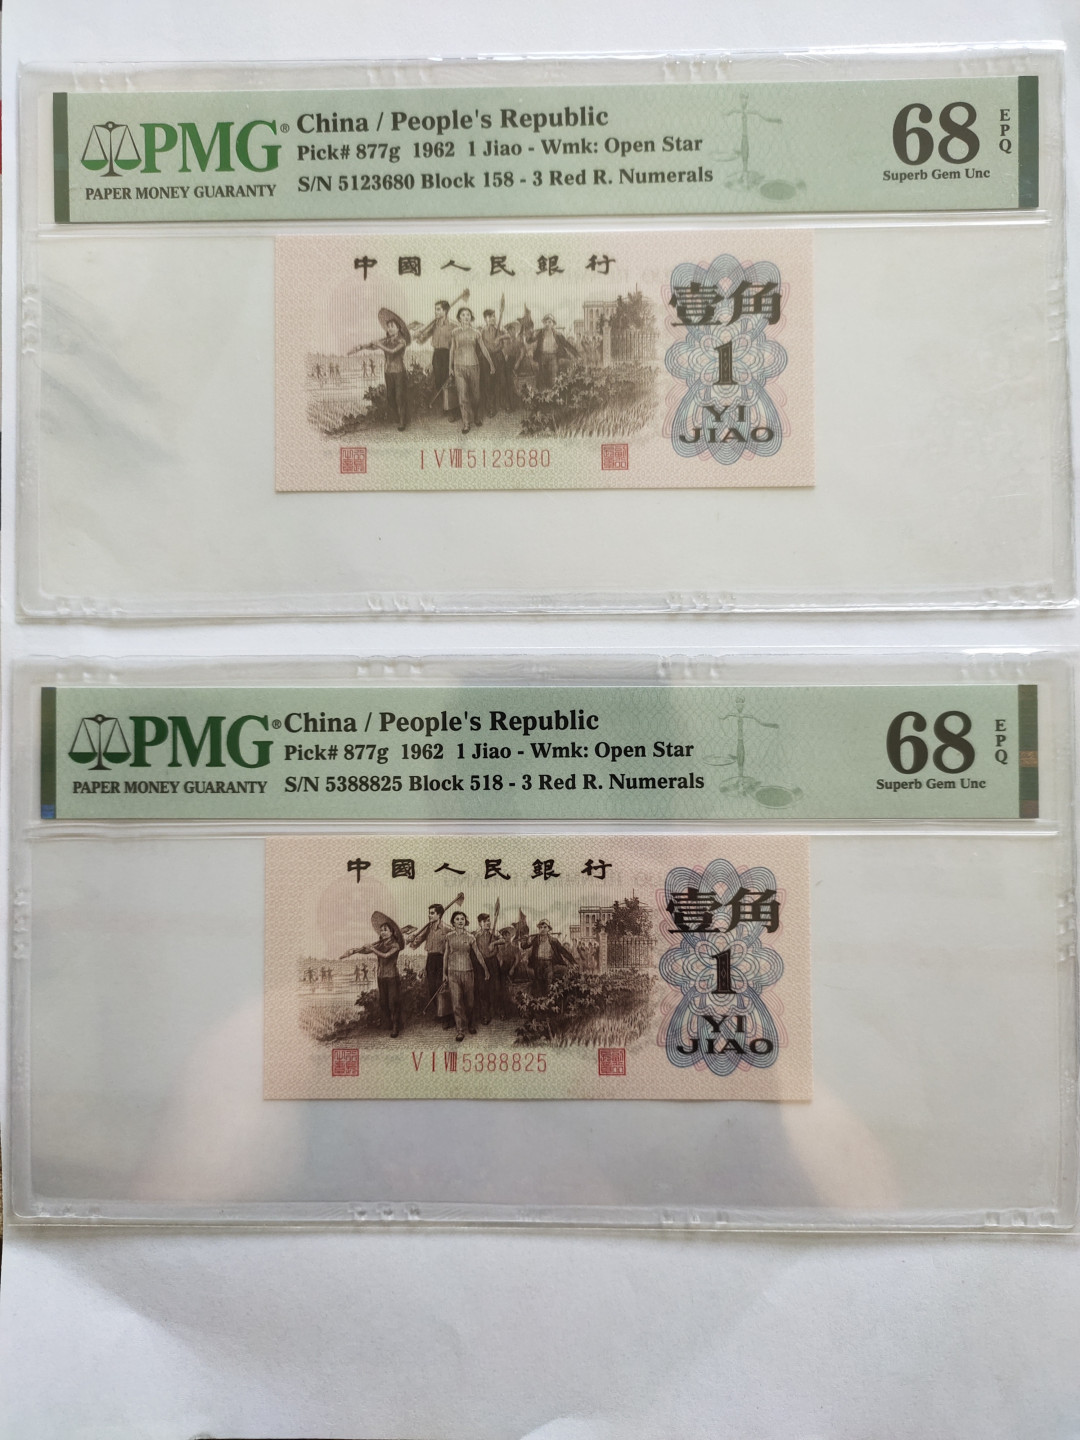 PMG®
PAPER MONEY GUARANTY
China / People's Republic
Pick# 877g 1962 1 Jiao - Wmk: Open Star
S/N 5123680 Block 158 - 3 Red R. Numerals
68
EPQ
Superb Gem Unc
中國人民銀行
壹角
1
YI
JIAO
I V VIII 5123680
PMG®
PAPER MONEY GUARANTY
China / People's Republic
Pick# 877g 1962 1 Jiao - Wmk: Open Star
S/N 5388825 Block 518 - 3 Red R. Numerals
68
EPQ
Superb Gem Unc
中國人民銀行
壹角
1
YI
JIAO
V I VIII 5388825